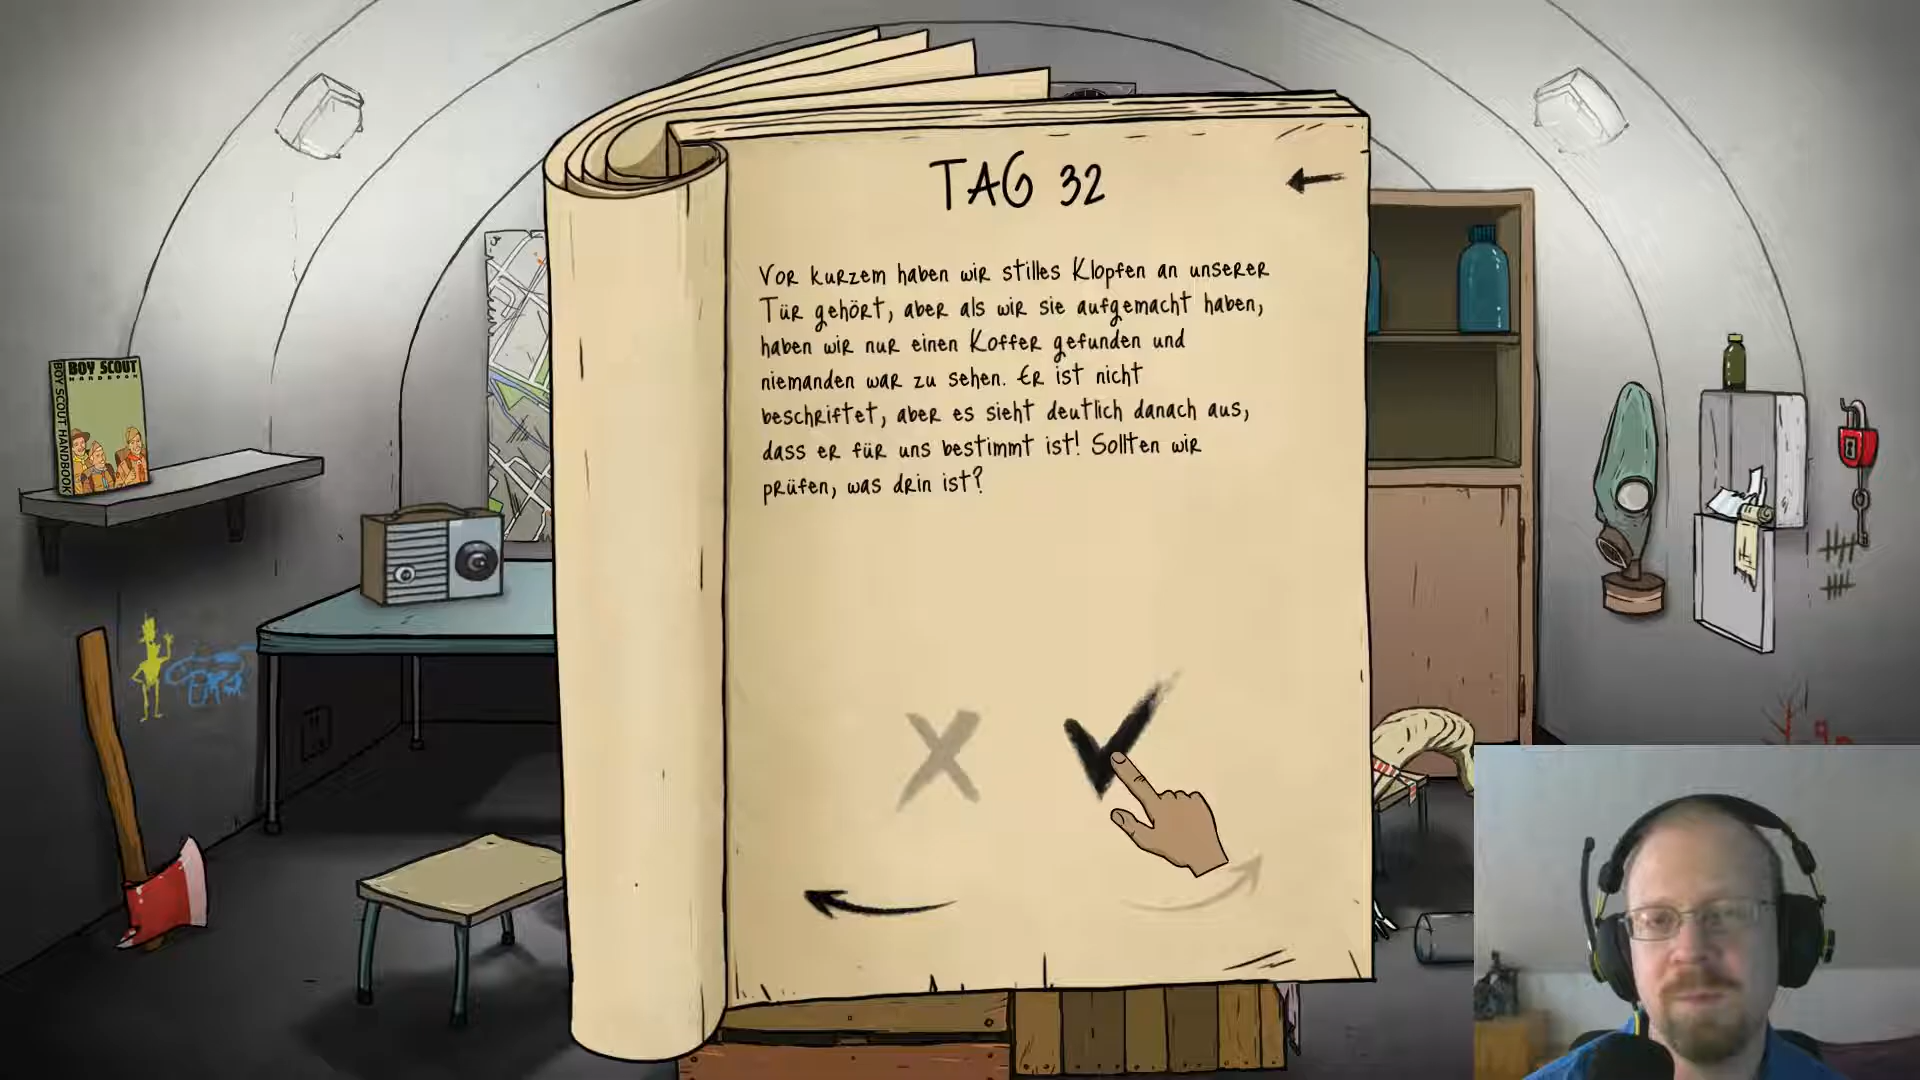 TAG 32
Vor kurzem haben wir stilles Klopfen an unserer
Tür gehört, aber als wir sie aufgemacht haben,
haben wir nur einen Koffer gefunden und
niemanden war zu sehen. Er ist nicht
beschriftet, aber es sieht deutlich danach aus,
dass er für uns bestimmt ist! Sollten wir
prüfen, was drin ist?
BOY SCOUT
HANDBOOK
BOY SCOUT HANDBOOK